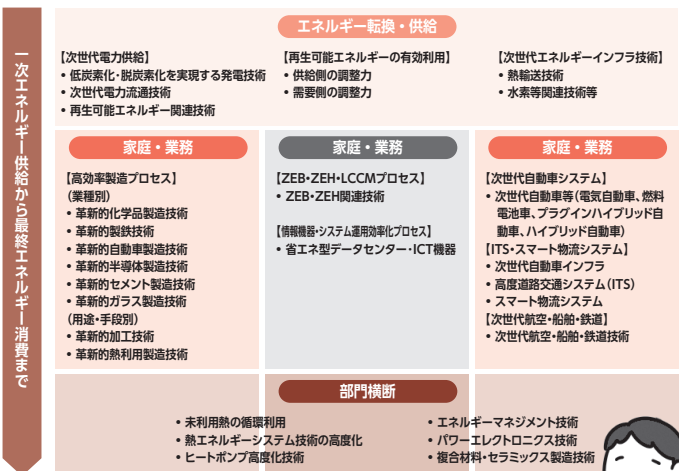 一次エネルギー供給から最終エネルギー消費まで
エネルギー転換・供給
【次世代電力供給】
• 低炭素化・脱炭素化を実現する発電技術
• 次世代電力流通技術
• 再生可能エネルギー関連技術
【再生可能エネルギーの有効利用】
• 供給側の調整力
• 需要側の調整力
【次世代エネルギーインフラ技術】
• 熱輸送技術
• 水素等関連技術等
家庭・業務
【高効率製造プロセス】
(業種別)
• 革新的化学品製造技術
• 革新的製鉄技術
• 革新的自動車製造技術
• 革新的半導体製造技術
• 革新的セメント製造技術
• 革新的ガラス製造技術
(用途・手段別)
• 革新的加工技術
• 革新的熱利用製造技術
家庭・業務
【ZEB・ZEH・LCCMプロセス】
• ZEB・ZEH関連技術
【情報機器・システム運用効率化プロセス】
• 省エネ型データセンター・ICT機器
家庭・業務
【次世代自動車システム】
• 次世代自動車等(電気自動車、燃料
電池車、プラグインハイブリッド自
動車、ハイブリッド自動車)
【ITS・スマート物流システム】
• 次世代自動車インフラ
• 高度道路交通システム(ITS)
• スマート物流システム
【次世代航空・船舶・鉄道】
• 次世代航空・船舶・鉄道技術
部門横断
• 未利用熱の循環利用
• 熱エネルギーシステム技術の高度化
• ヒートポンプ高度化技術
• エネルギーマネジメント技術
• パワーエレクトロニクス技術
• 複合材料・セラミックス製造技術